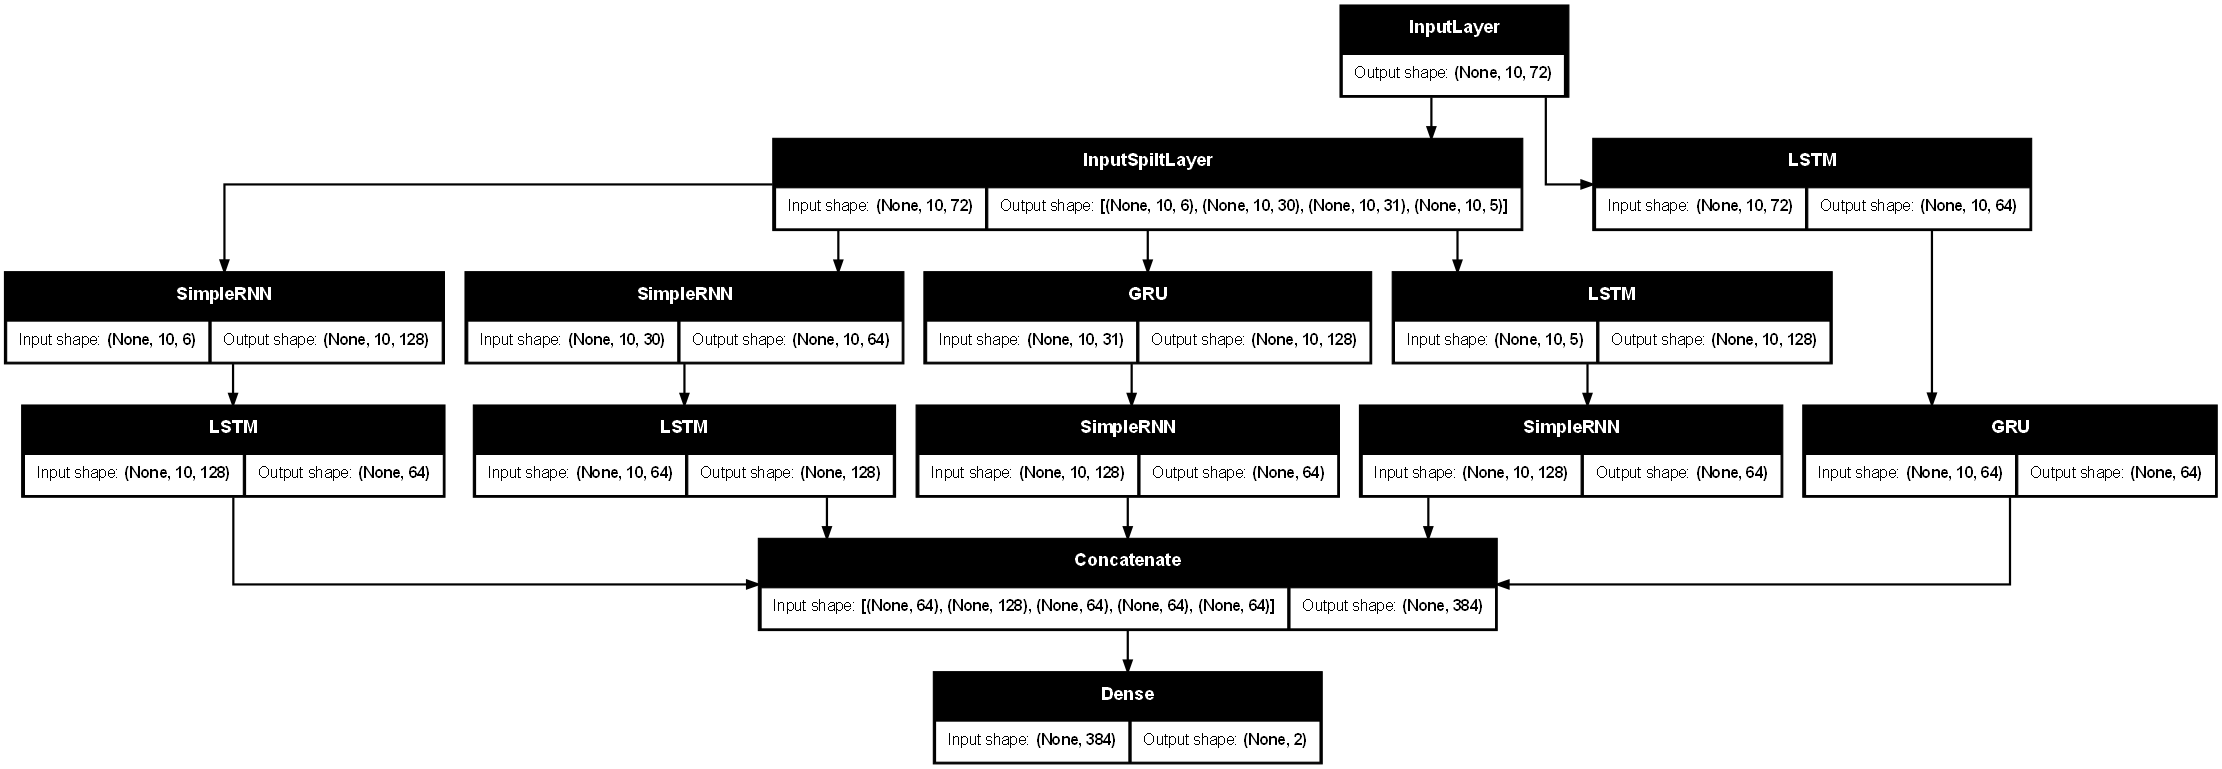 InputLayer
Output shape: (None, 10, 72)
InputSpiltLayer
Input shape: (None, 10, 72) Output shape: [(None, 10, 6), (None, 10, 30), (None, 10, 31), (None, 10, 5)]
LSTM
Input shape: (None, 10, 72) Output shape: (None, 10, 64)
SimpleRNN
Input shape: (None, 10, 6) Output shape: (None, 10, 128)
SimpleRNN
Input shape: (None, 10, 30) Output shape: (None, 10, 64)
GRU
Input shape: (None, 10, 31) Output shape: (None, 10, 128)
LSTM
Input shape: (None, 10, 5) Output shape: (None, 10, 128)
LSTM
Input shape: (None, 10, 128) Output shape: (None, 64)
LSTM
Input shape: (None, 10, 64) Output shape: (None, 128)
SimpleRNN
Input shape: (None, 10, 128) Output shape: (None, 64)
SimpleRNN
Input shape: (None, 10, 128) Output shape: (None, 64)
GRU
Input shape: (None, 10, 64) Output shape: (None, 64)
Concatenate
Input shape: [(None, 64), (None, 128), (None, 64), (None, 64), (None, 64)] Output shape: (None, 384)
Dense
Input shape: (None, 384) Output shape: (None, 2)